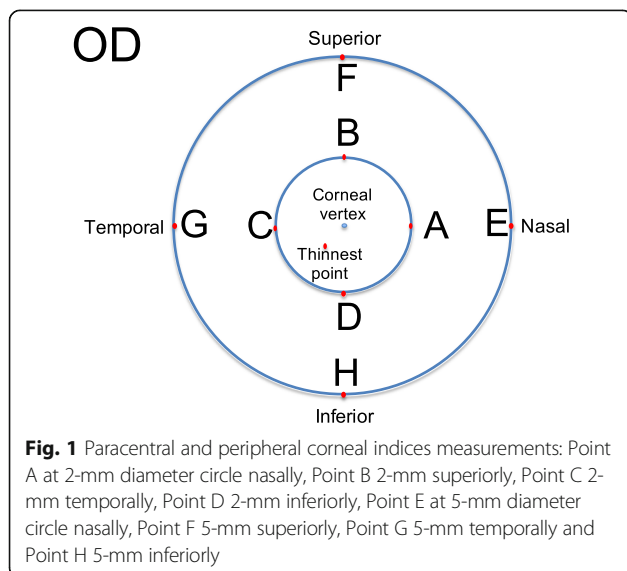 OD
Superior
F
B
Corneal
vertex
Temporal G C A E Nasal
Thinnest
point
D
H
Inferior
Fig. 1 Paracentral and peripheral corneal indices measurements: Point
A at 2-mm diameter circle nasally, Point B 2-mm superiorly, Point C 2-
mm temporally, Point D 2-mm inferiorly, Point E at 5-mm diameter
circle nasally, Point F 5-mm superiorly, Point G 5-mm temporally and
Point H 5-mm inferiorly